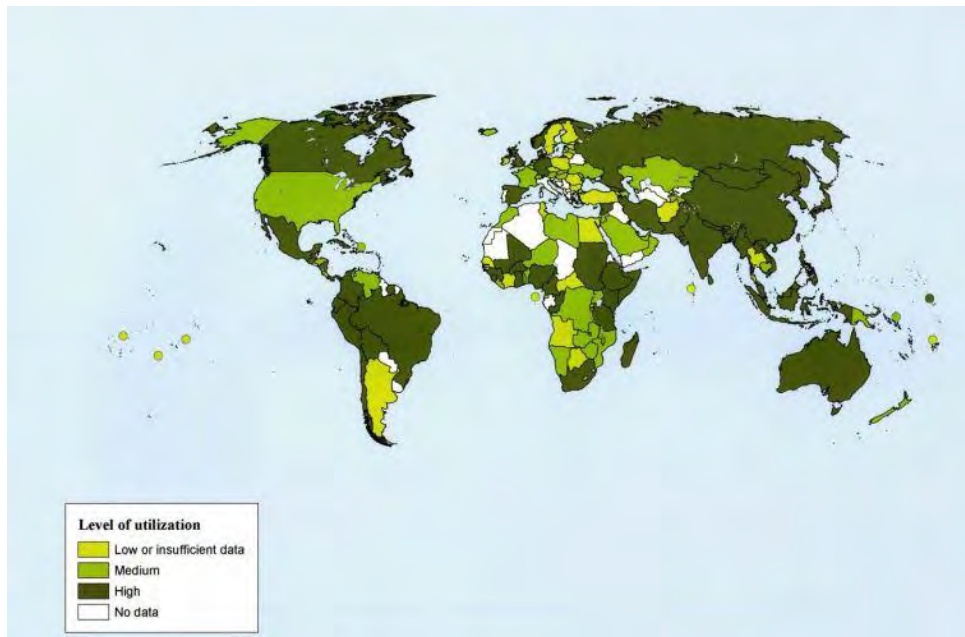 Level of utilization
Low or insufficient data
Medium
High
No data